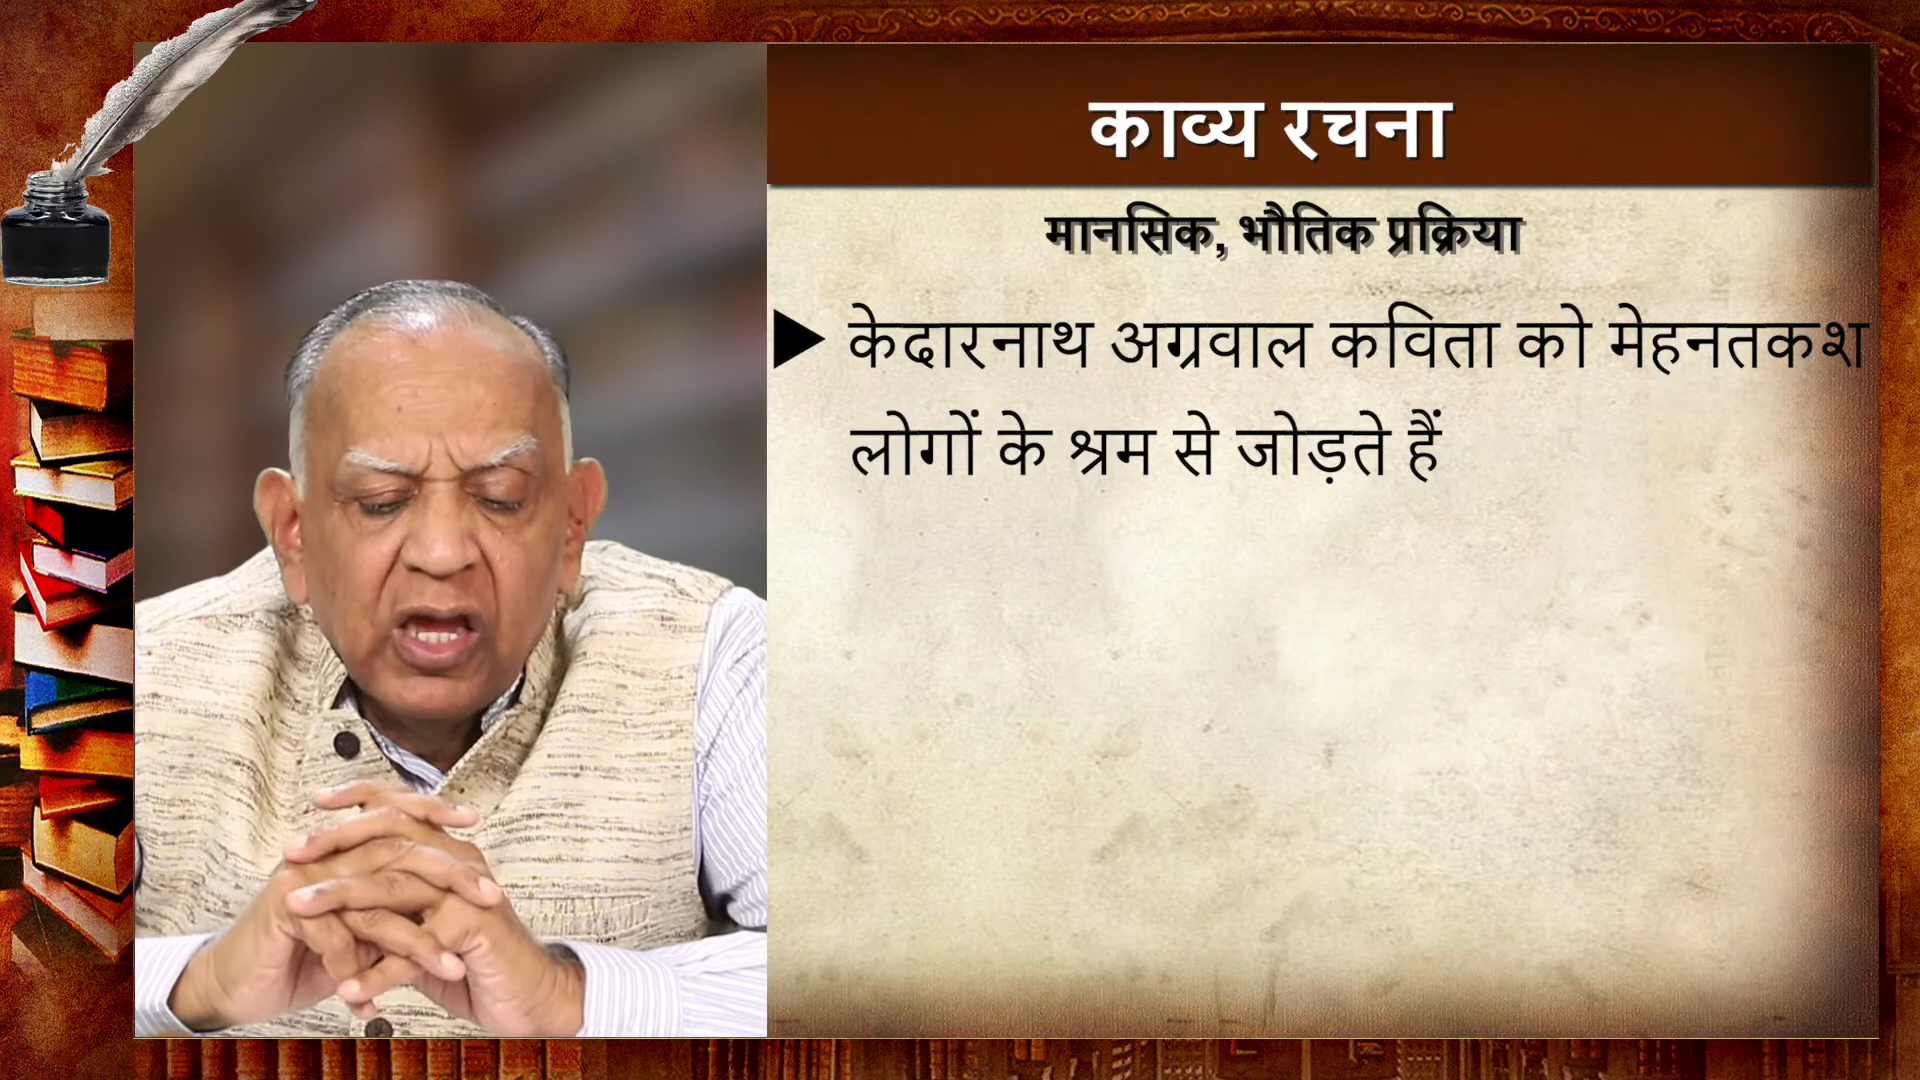 काव्य रचना
मानसिक, भौतिक प्रक्रिया
केदारनाथ अग्रवाल कविता को मेहनतकश
लोगों के श्रम से जोड़ते हैं